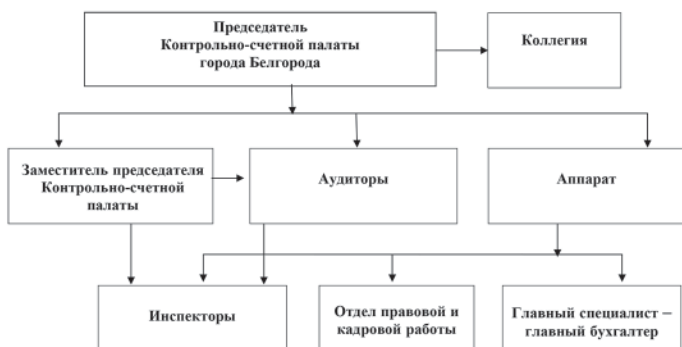 Председатель
Контрольно-счетной палаты
города Белгорода
Коллегия
Заместитель председателя
Контрольно-счетной
палаты
Аудиторы
Аппарат
Инспекторы
Отдел правовой и
кадровой работы
Главный специалист –
главный бухгалтер